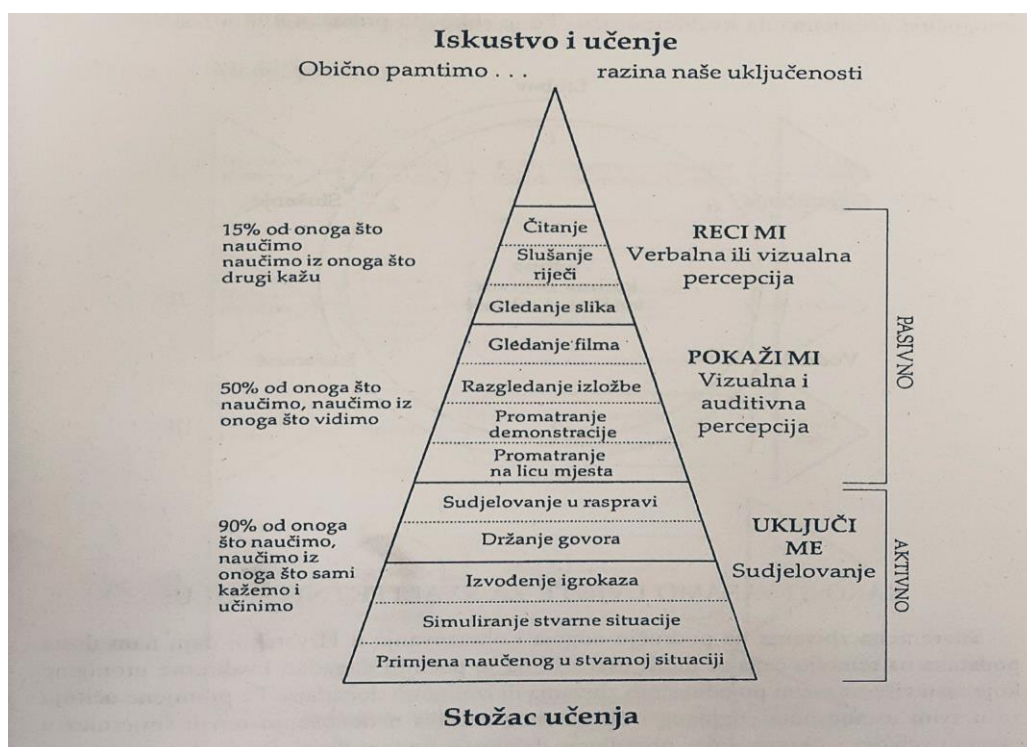 Iskustvo i učenje
Obično pamtimo . . . razina naše uključenosti
15% od onoga što
naučimo
naučimo iz onoga što
drugi kažu
Čitanje
Slušanje
riječi
Gledanje slika
RECI MI
Verbalna ili vizualna
percepcija
50% od onoga što
naučimo, naučimo iz
onoga što vidimo
Gledanje filma
Razgledanje izložbe
Promatranje
demonstracije
Promatranje
na licu mjesta
POKAŽI MI
Vizualna i
auditivna
percepcija
PASIVNO
90% od onoga
što naučimo,
naučimo iz
onoga što sami
kažemo i
učinimo
Sudjelovanje u raspravi
Držanje govora
Izvođenje igrokaza
Simuliranje stvarne situacije
Primjena naučenog u stvarnoj situaciji
UKLJUČI
ME
Sudjelovanje
AKTIVNO
Stožac učenja